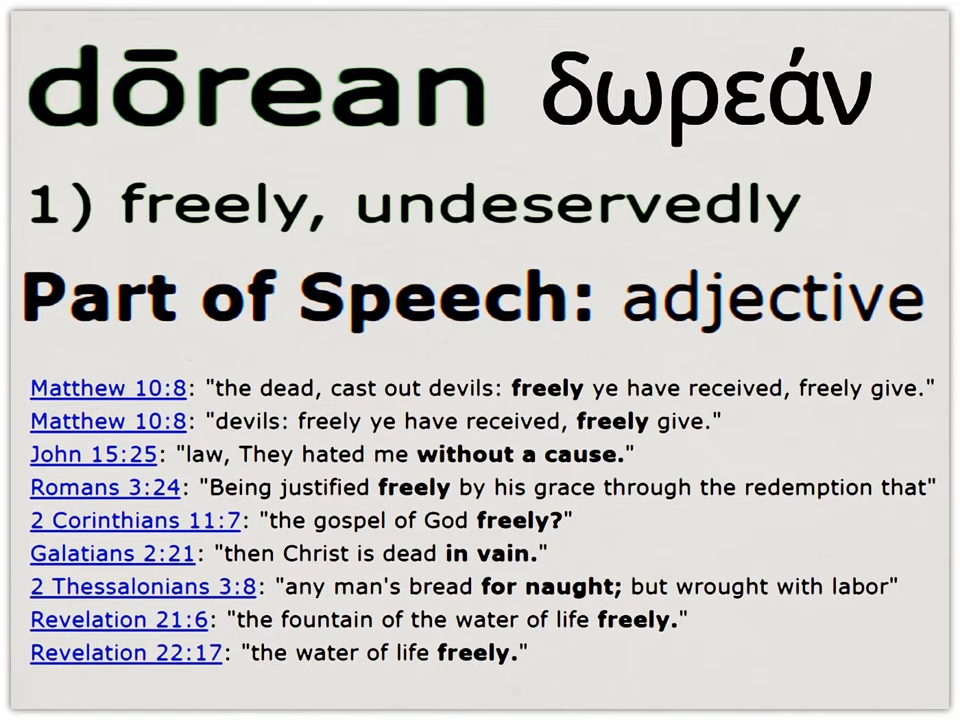 dōrean δωρεάν
1) freely, undeservedly
Part of Speech: adjective
Matthew 10:8: "the dead, cast out devils: freely ye have received, freely give."
Matthew 10:8: "devils: freely ye have received, freely give."
John 15:25: "law, They hated me without a cause."
Romans 3:24: "Being justified freely by his grace through the redemption that"
2 Corinthians 11:7: "the gospel of God freely?"
Galatians 2:21: "then Christ is dead in vain."
2 Thessalonians 3:8: "any man's bread for naught; but wrought with labor"
Revelation 21:6: "the fountain of the water of life freely."
Revelation 22:17: "the water of life freely."